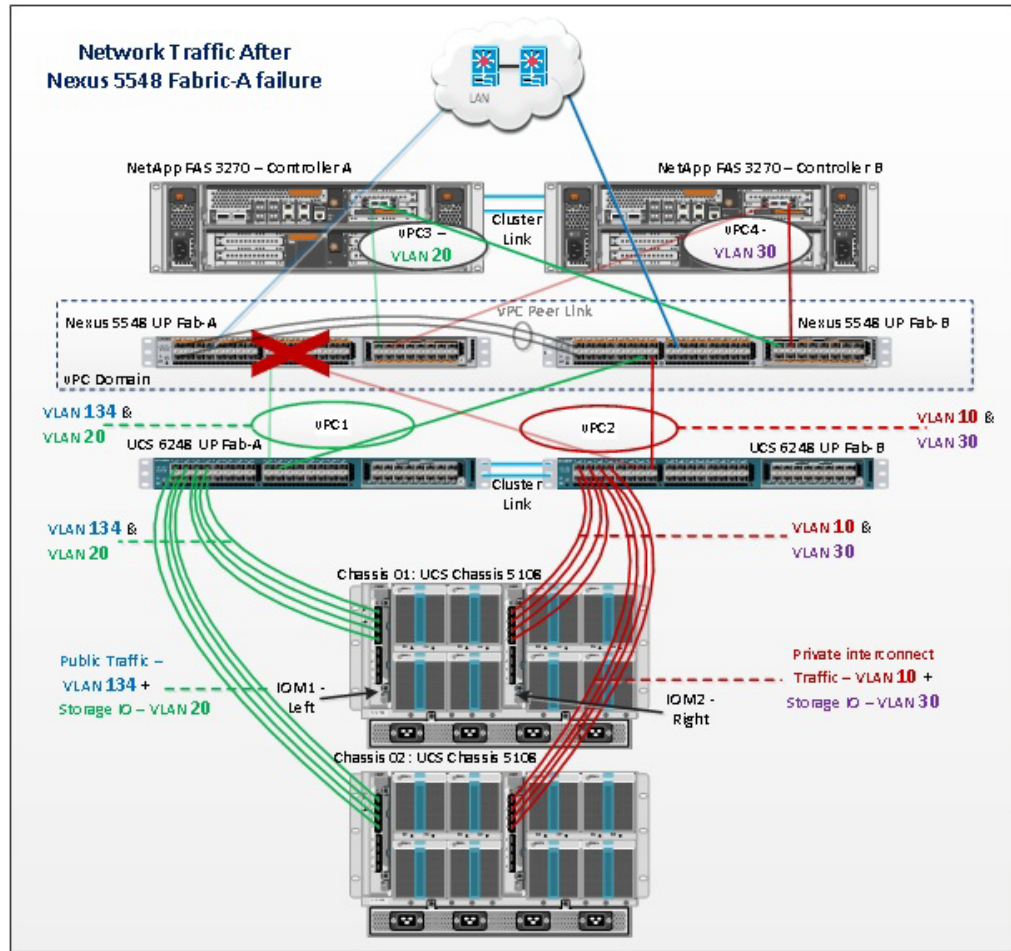 Network Traffic After
Nexus 5548 Fabric-A failure
LAN
NetApp FAS 3270 – Controller A
NetApp FAS 3270 – Controller B
Cluster
Link
vPC3 –
VLAN 20
vPC4 -
VLAN 30
vPC Peer Link
Nexus 5548 UP Fab-A
Nexus 5548 UP Fab-B
vPC Domain
VLAN 134 &
VLAN 20
vPC1
vPC2
VLAN 10 &
VLAN 30
UCS 6248 UP Fab-A
UCS 6248 UP Fab-B
Cluster
Link
VLAN 134 &
VLAN 20
VLAN 10 &
VLAN 30
Chassis 01: UCS Chassis 5108
Public Traffic –
VLAN 134 +
Storage IO – VLAN 20
IOM1 -
Left
IOM2 -
Right
Private interconnect
Traffic – VLAN 10 +
Storage IO – VLAN 30
Chassis 02: UCS Chassis 5108